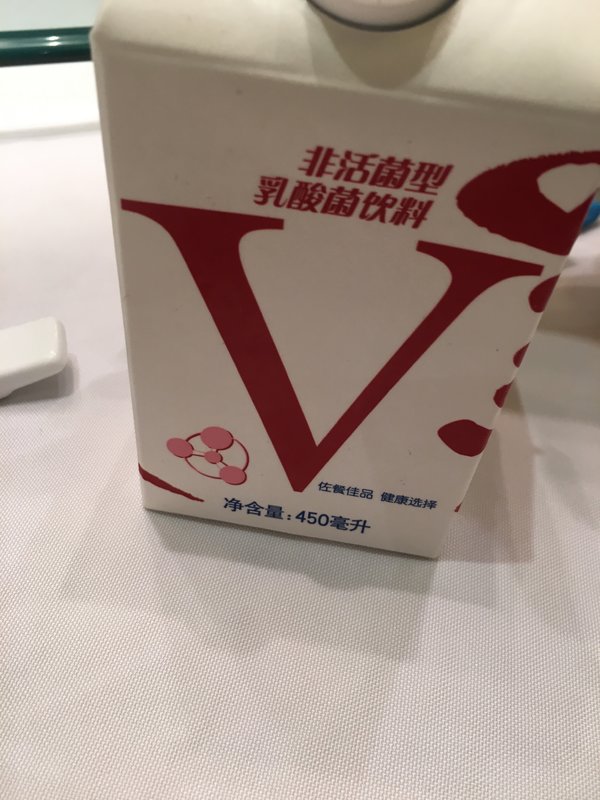 非活菌型
乳酸菌饮料
V
佐餐佳品 健康选择
净含量:450毫升